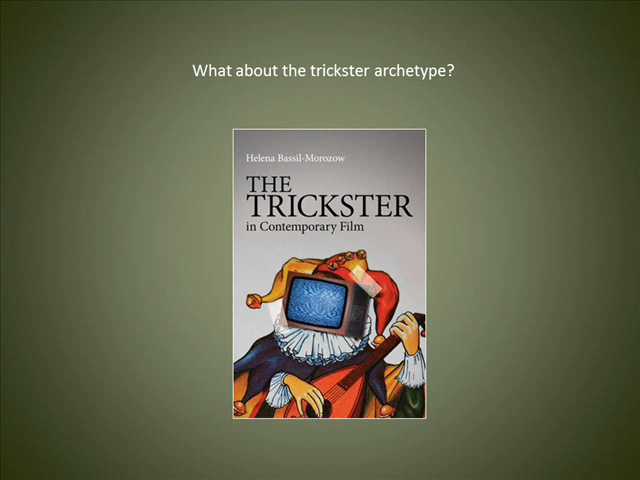 What about the trickster archetype?
Helena Bassil-Morozow
THE
TRICKSTER
in Contemporary Film